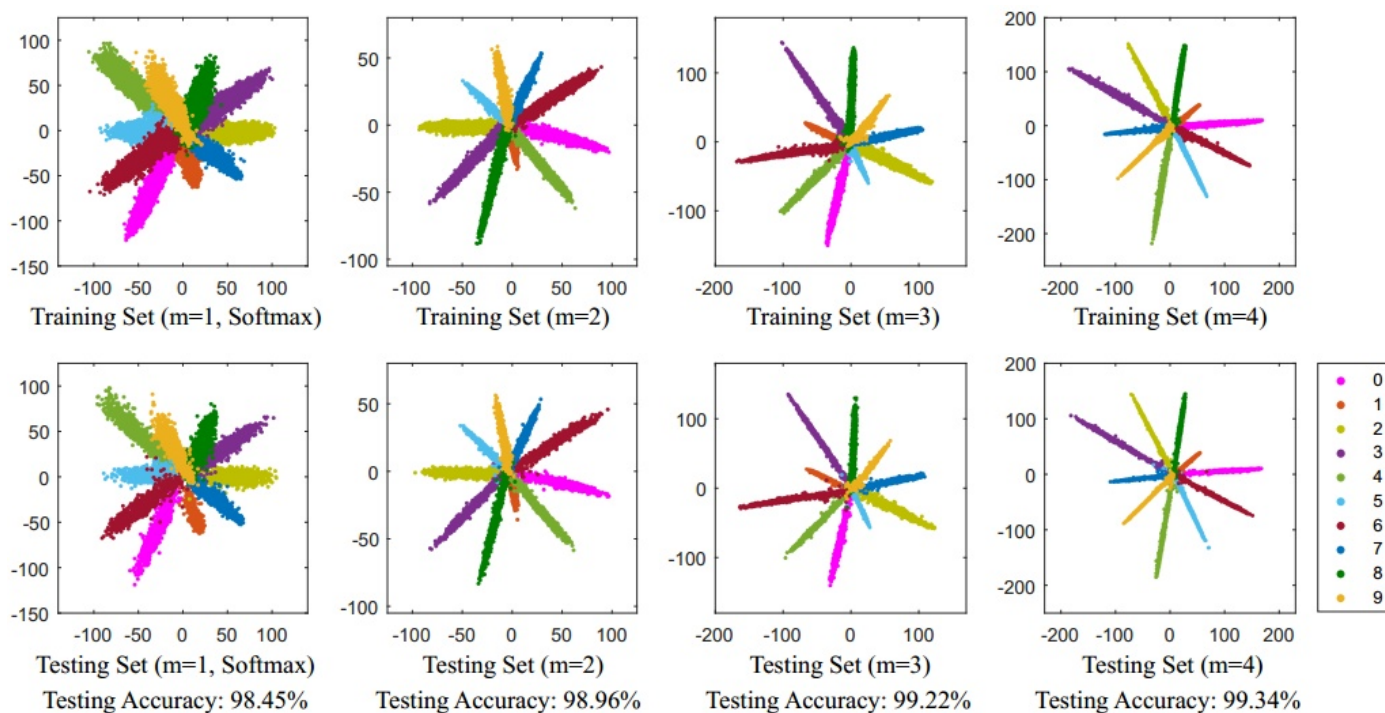 100
50
0
-50
-100
-150
-100 -50 0 50 100
Training Set (m=1, Softmax)
50
0
-50
-100
-100 -50 0 50 100
Training Set (m=2)
100
0
-100
-200 -100 0 100
Training Set (m=3)
200
100
0
-100
-200
-200 -100 0 100 200
Training Set (m=4)
100
50
0
-50
-100
-150
-100 -50 0 50 100
Testing Set (m=1, Softmax)
Testing Accuracy: 98.45%
50
0
-50
-100
-100 -50 0 50 100
Testing Set (m=2)
Testing Accuracy: 98.96%
100
0
-100
-200 -100 0 100
Testing Set (m=3)
Testing Accuracy: 99.22%
200
100
0
-100
-200
-200 -100 0 100 200
Testing Set (m=4)
Testing Accuracy: 99.34%
0
1
2
3
4
5
6
7
8
9